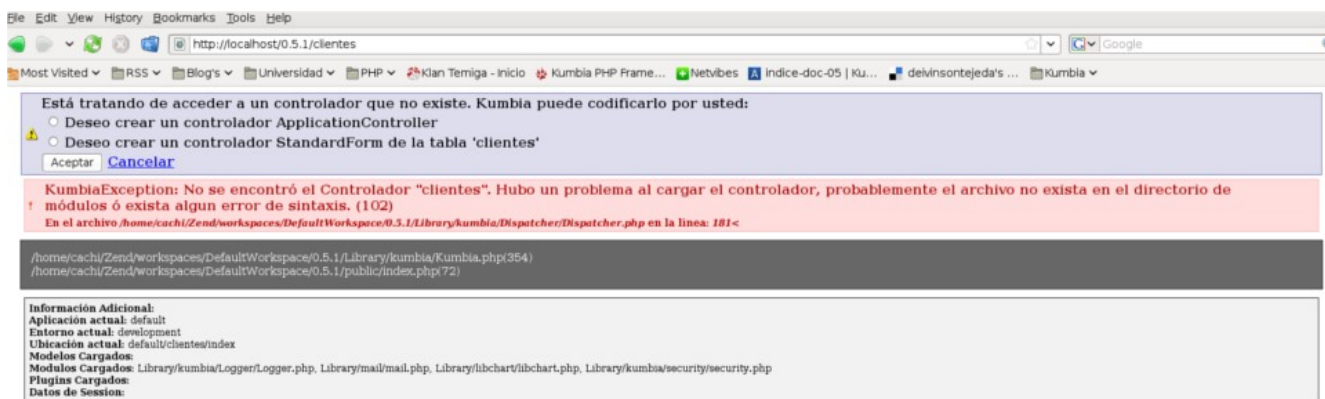 File Edit View History Bookmarks Tools Help
http://localhost/0.5.1/clientes
Google
Most Visited RSS Blog's Universidad PHP Klan Temiga - Inicio Kumbia PHP Frame... Netvibes indice-doc-05 | Ku... deivinsontejeda's ... Kumbia
Está tratando de acceder a un controlador que no existe. Kumbia puede codificarlo por usted:
Deseo crear un controlador ApplicationController
Deseo crear un controlador StandardForm de la tabla 'clientes'
Aceptar Cancelar
KumbiaException: No se encontró el Controlador "clientes". Hubo un problema al cargar el controlador, probablemente el archivo no exista en el directorio de
módulos ó exista algun error de sintaxis. (102)
En el archivo /home/cachi/Zend/workspaces/DefaultWorkspace/0.5.1/Library/kumbia/Dispatcher/Dispatcher.php en la linea: 181<
/home/cachi/Zend/workspaces/DefaultWorkspace/0.5.1/Library/kumbia/Kumbia.php(354)
/home/cachi/Zend/workspaces/DefaultWorkspace/0.5.1/public/index.php(72)
Información Adicional:
Aplicación actual: default
Entorno actual: development
Ubicación actual: default/clientes/index
Modelos Cargados:
Modulos Cargados: Library/kumbia/Logger/Logger.php, Library/mail/mail.php, Library/libchart/libchart.php, Library/kumbia/security/security.php
Plugins Cargados:
Datos de Session: